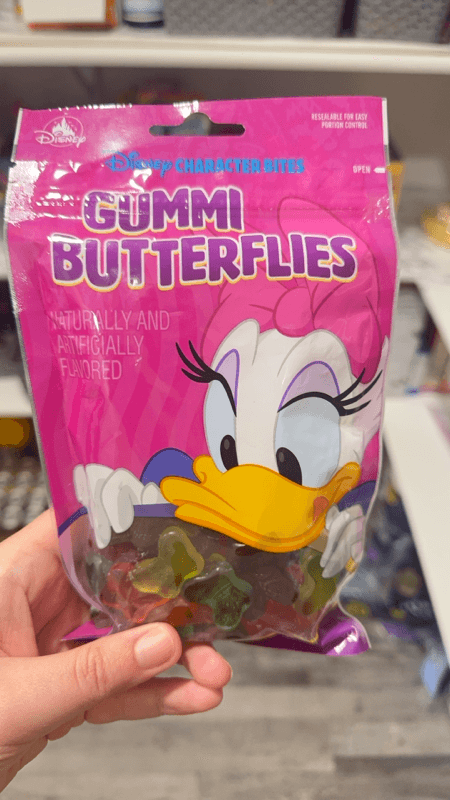 Disney
RESEALABLE FOR EASY
PORTION CONTROL
Disney CHARACTER BITES
OPEN
GUMMI
BUTTERFLIES
NATURALLY AND
ARTIFICIALLY
FLAVORED